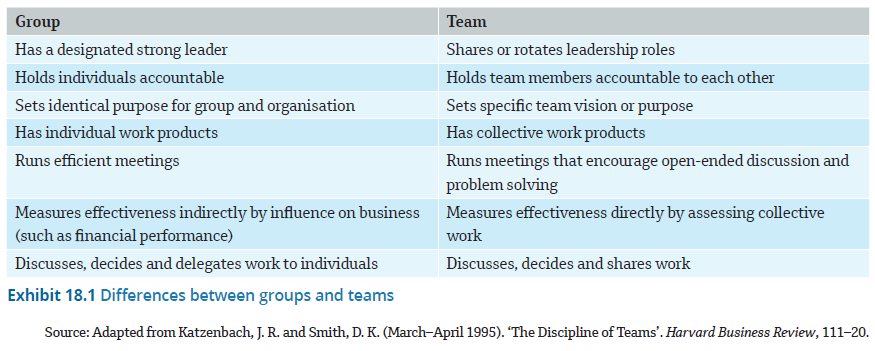 Group Team
Has a designated strong leader Shares or rotates leadership roles
Holds individuals accountable Holds team members accountable to each other
Sets identical purpose for group and organisation Sets specific team vision or purpose
Has individual work products Has collective work products
Runs efficient meetings Runs meetings that encourage open-ended discussion and
problem solving
Measures effectiveness indirectly by influence on business Measures effectiveness directly by assessing collective
(such as financial performance) work
Discusses, decides and delegates work to individuals Discusses, decides and shares work
Exhibit 18.1 Differences between groups and teams
Source: Adapted from Katzenbach, J. R. and Smith, D. K. (March–April 1995). ‘The Discipline of Teams’. Harvard Business Review, 111–20.